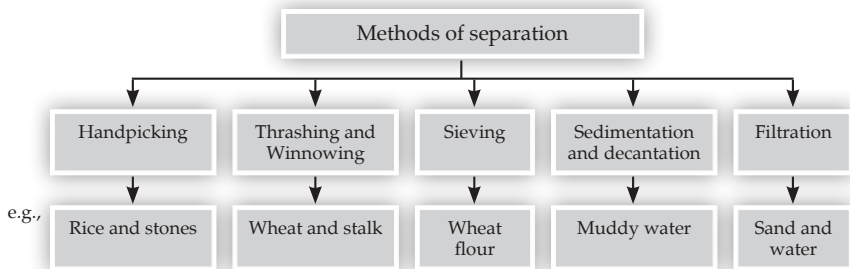 Methods of separation
Handpicking
Thrashing and
Winnowing
Sieving
Sedimentation
and decantation
Filtration
e.g.,
Rice and stones
Wheat and stalk
Wheat
flour
Muddy water
Sand and
water